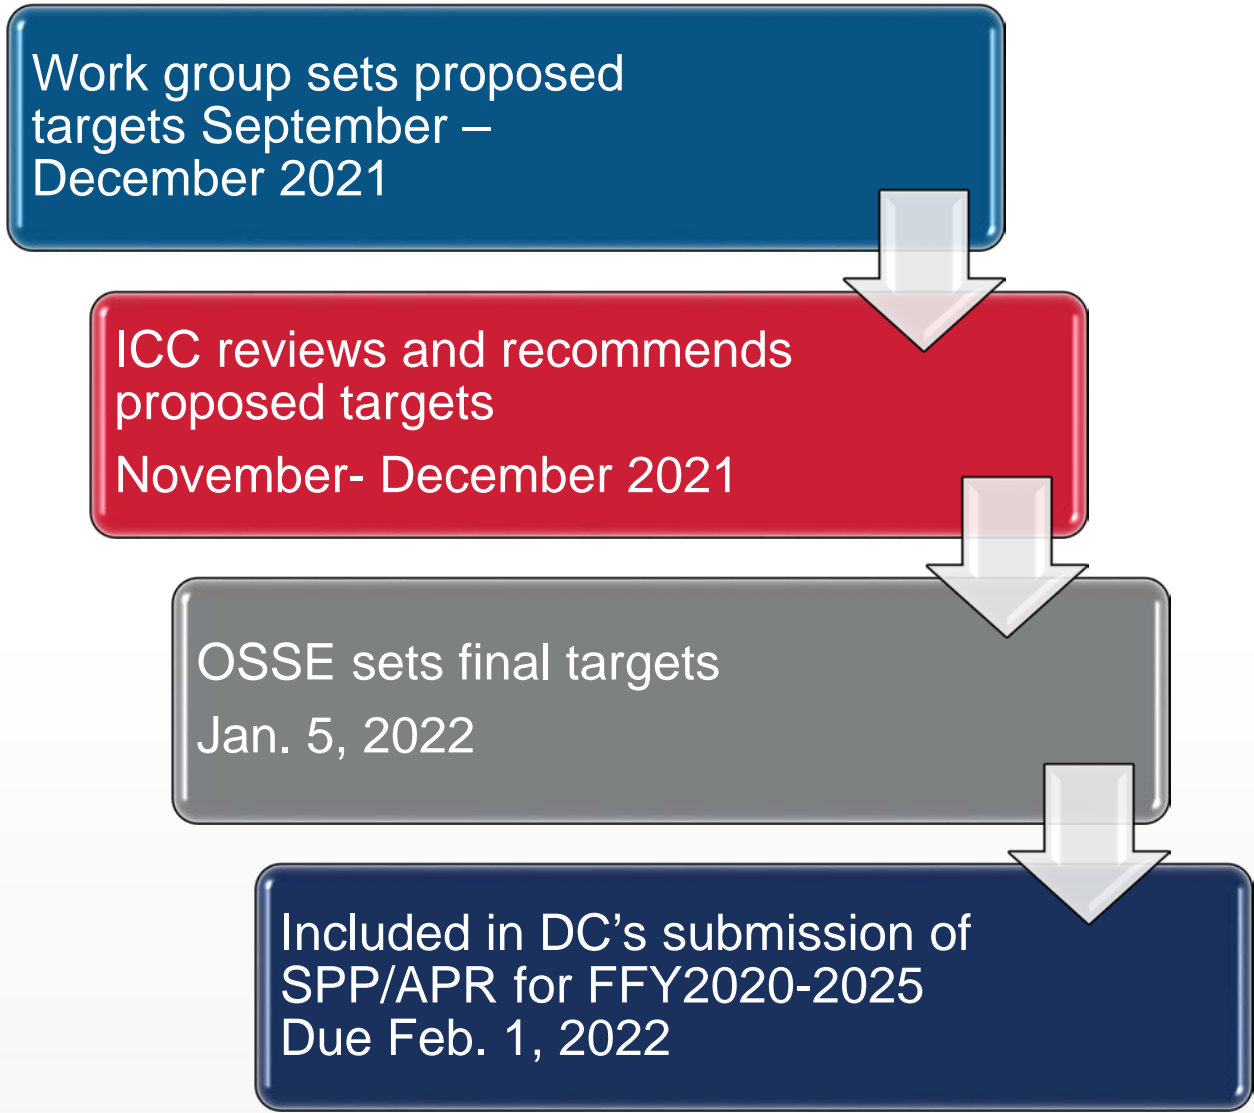 Work group sets proposed
targets September –
December 2021
ICC reviews and recommends
proposed targets
November- December 2021
OSSE sets final targets
Jan. 5, 2022
Included in DC’s submission of
SPP/APR for FFY2020-2025
Due Feb. 1, 2022